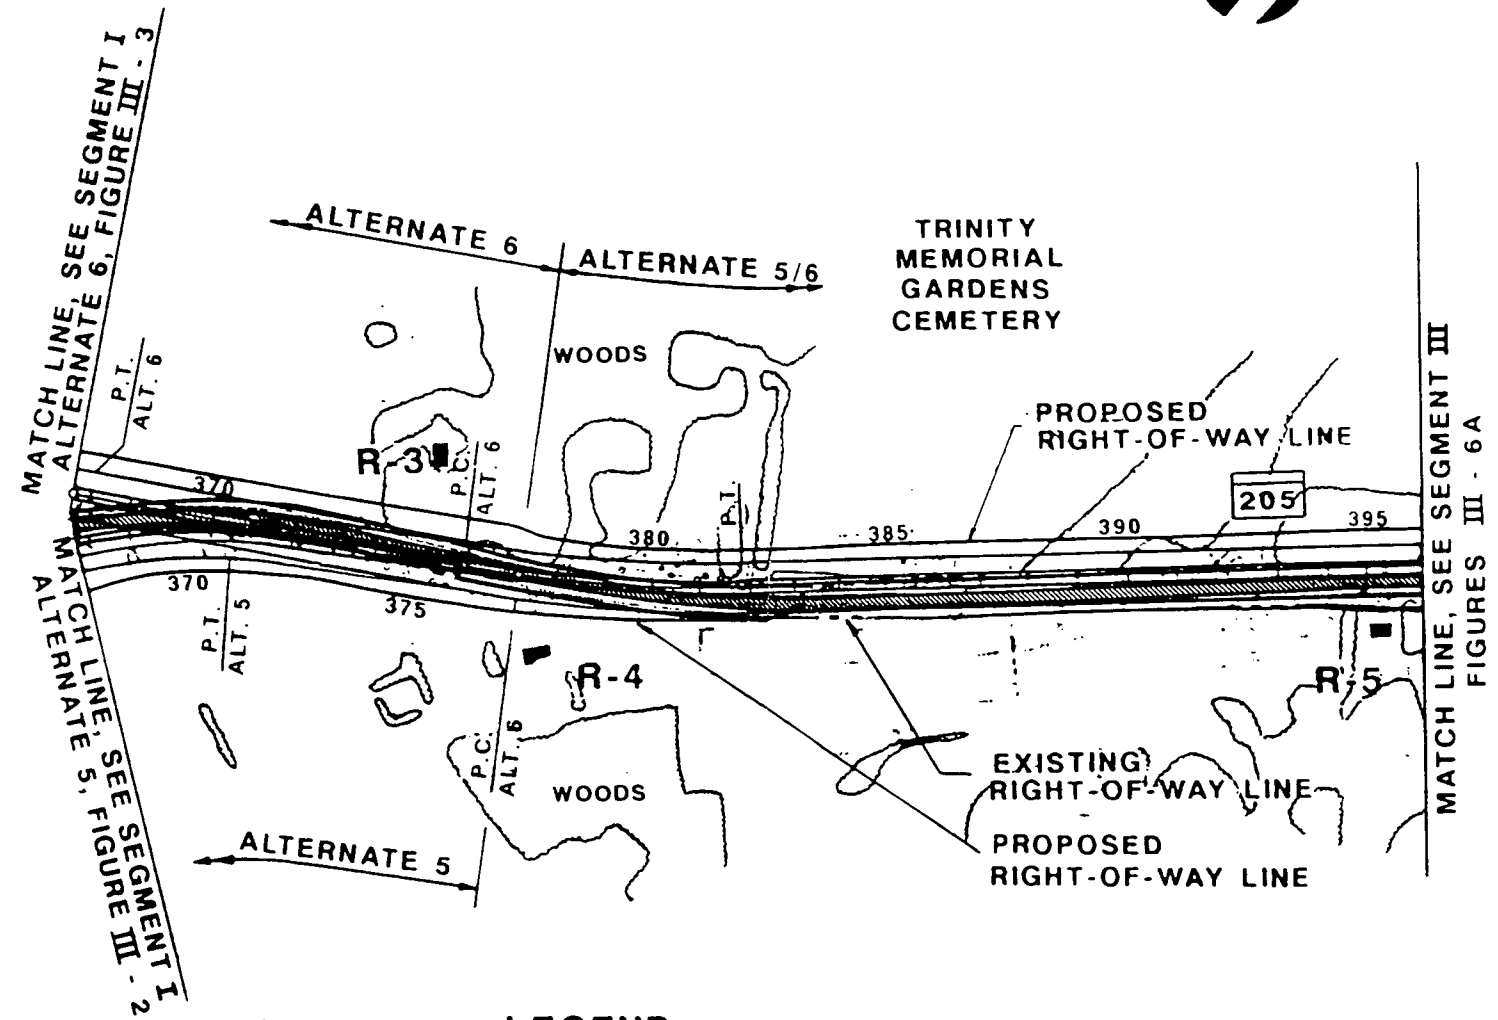 MATCH LINE, SEE SEGMENT I
ALTERNATE 6, FIGURE III - 3
ALTERNATE 6
ALTERNATE 5/6
TRINITY
MEMORIAL
GARDENS
CEMETERY
WOODS
P.T.
ALT. 6
R-3
P.C.
ALT. 6
PROPOSED
RIGHT-OF-WAY LINE
205
370
380
P.T.
385
390
395
370
375
P.T.
ALT. 5
R-4
R-5
P.C.
ALT. 5
WOODS
EXISTING
RIGHT-OF-WAY LINE
PROPOSED
RIGHT-OF-WAY LINE
ALTERNATE 5
MATCH LINE, SEE SEGMENT I
ALTERNATE 5, FIGURE III - 2
MATCH LINE, SEE SEGMENT III
FIGURES III - 6A
LEGEND